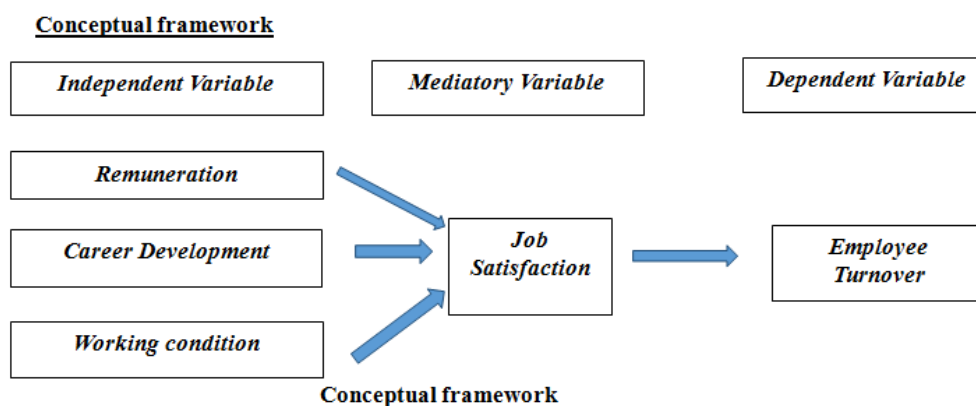 Conceptual framework
Independent Variable
Mediatory Variable
Dependent Variable
Remuneration
Career Development
Job
Satisfaction
Employee
Turnover
Working condition
Conceptual framework